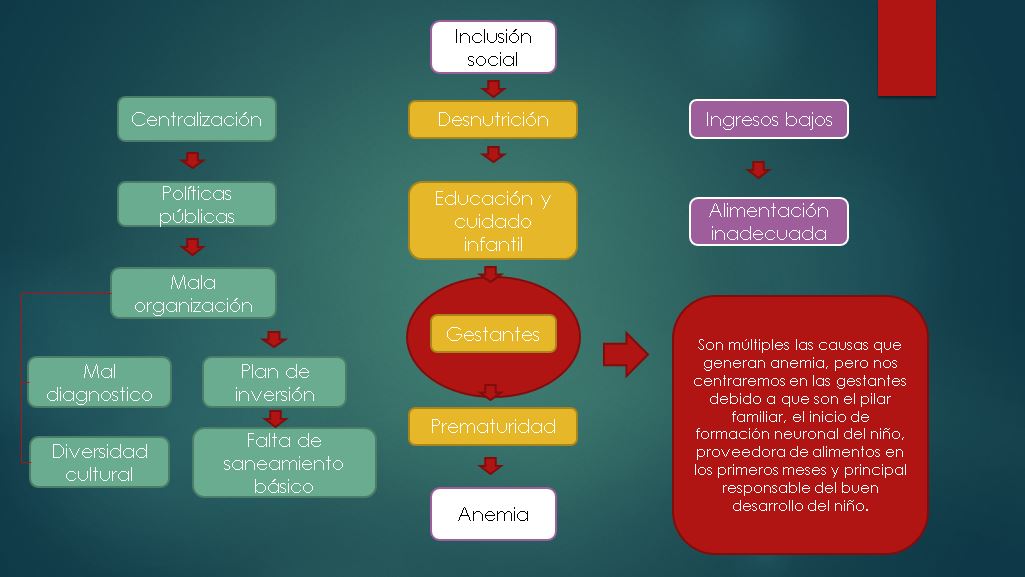 Inclusión
social
Centralización
Desnutrición
Ingresos bajos
Políticas
públicas
Educación y
cuidado
infantil
Alimentación
inadecuada
Mala
organización
Gestantes
Mal
diagnostico
Plan de
inversión
Prematuridad
Diversidad
cultural
Falta de
saneamiento
básico
Anemia
Son múltiples las causas que
generan anemia, pero nos
centraremos en las gestantes
debido a que son el pilar
familiar, el inicio de
formación neuronal del niño,
proveedora de alimentos en
los primeros meses y principal
responsable del buen
desarrollo del niño.